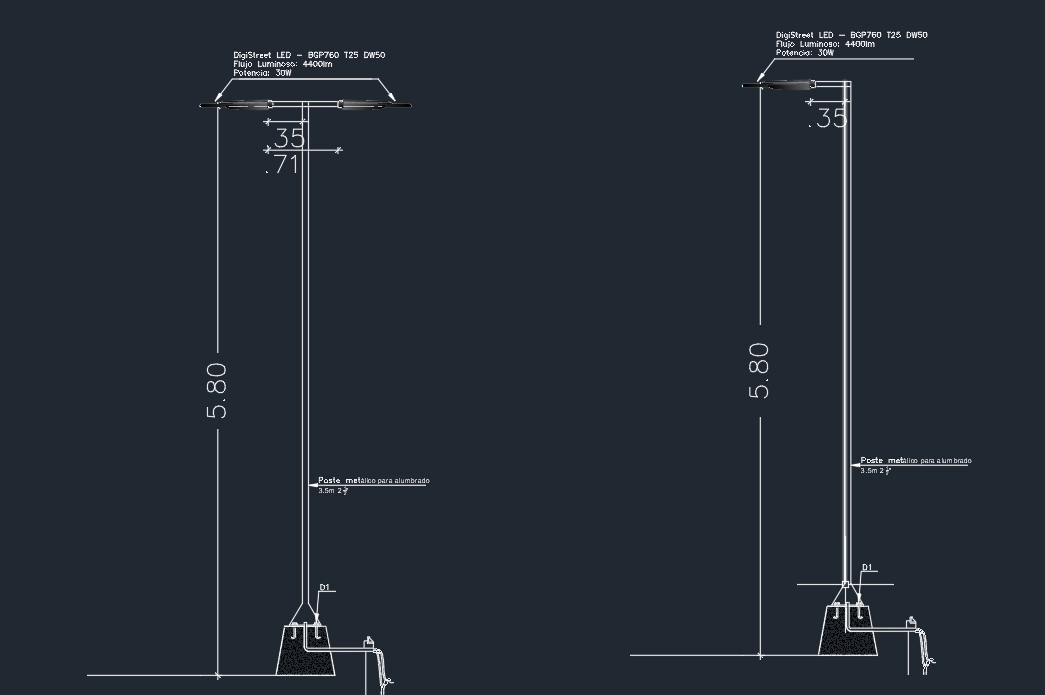 DigiStreet LED - BGP760 T25 DW50
Flujo Luminoso: 4400lm
Potencia: 30W
.35
.71
5.80
Poste metálico para alumbrado
3.5m 2
D1
DigiStreet LED - BGP760 T25 DW50
Flujo Luminoso: 4400lm
Potencia: 30W
.35
5.80
Poste metálico para alumbrado
3.5m 2
D1